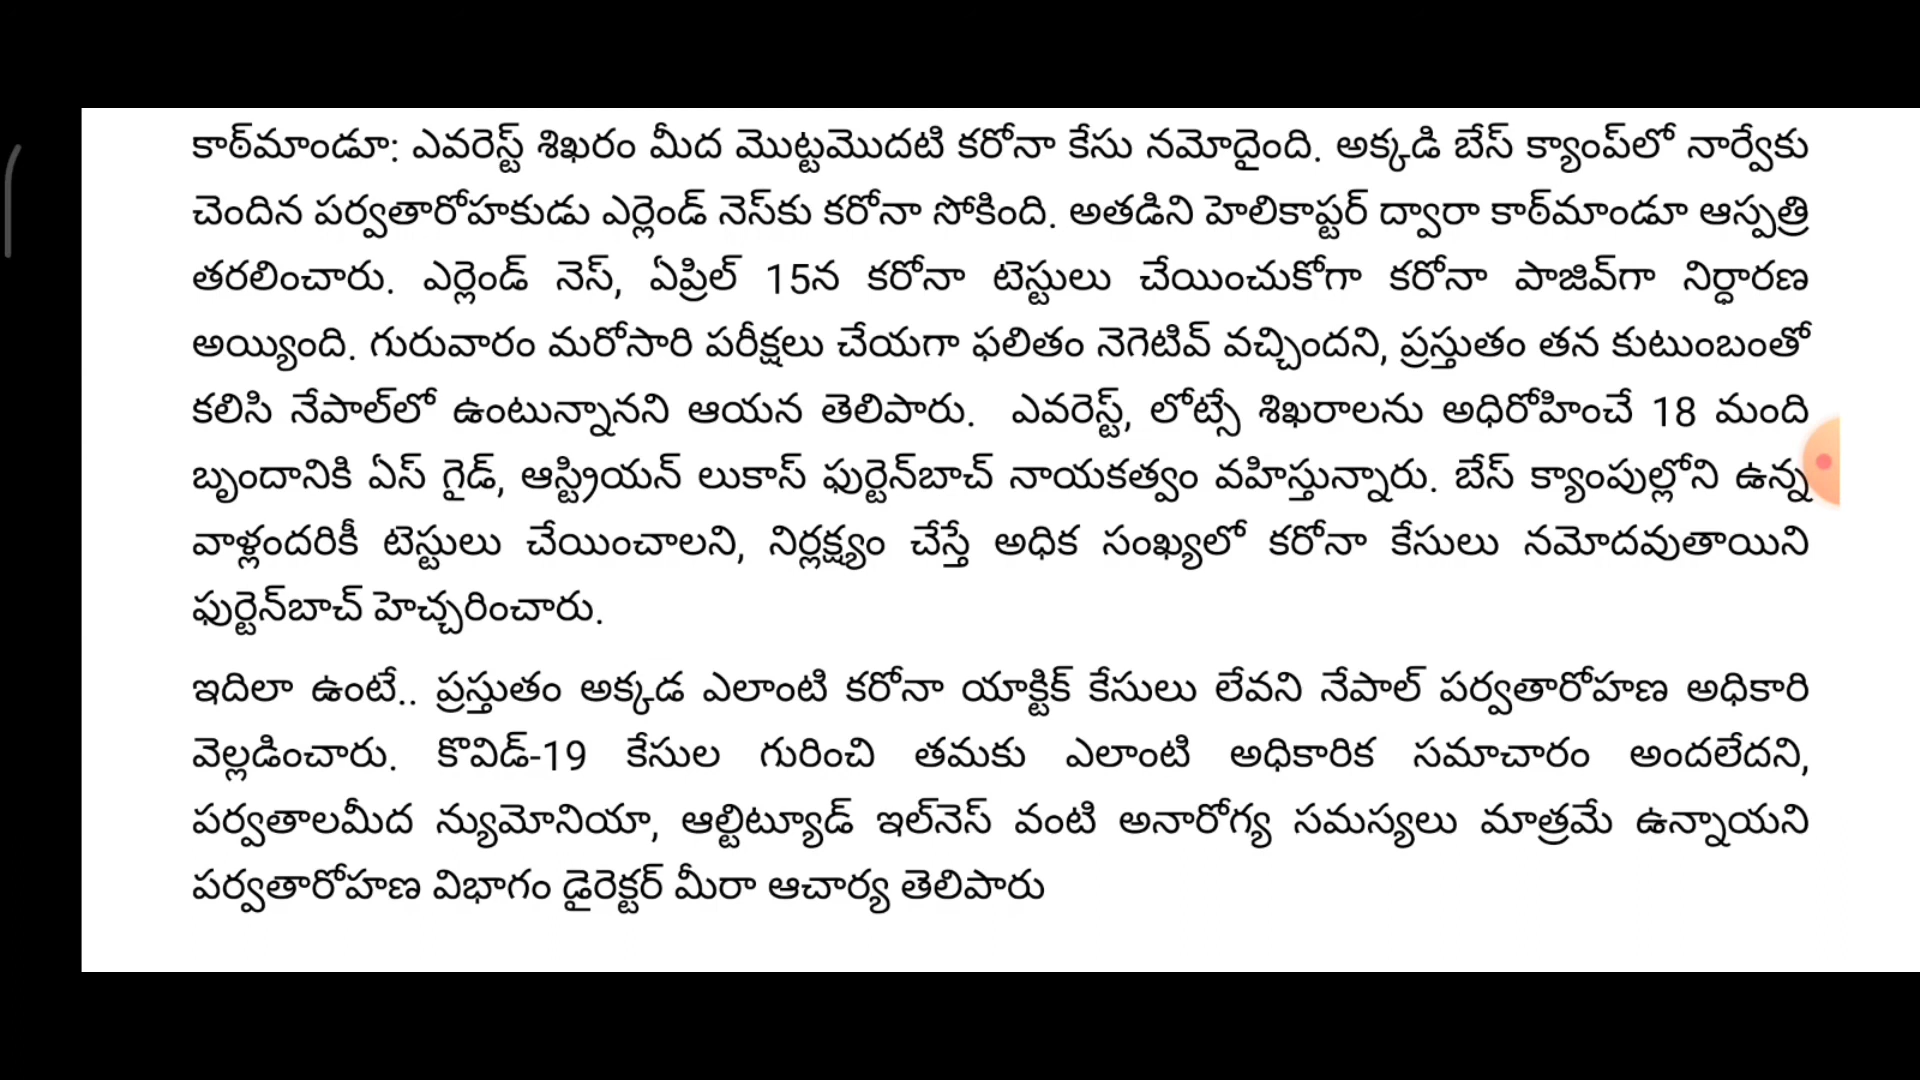 కాఠ్‌మాండూ: ఎవరెస్ట్ శిఖరం మీద మొట్టమొదటి కరోనా కేసు నమోదైంది. అక్కడి బేస్ క్యాంప్‌లో నార్వేకు
చెందిన పర్వతారోహకుడు ఎర్లెండ్ నెస్‌కు కరోనా సోకింది. అతడిని హెలికాప్టర్ ద్వారా కాఠ్‌మాండూ ఆస్పత్రి
తరలించారు. ఎర్లెండ్ నెస్, ఏప్రిల్ 15న కరోనా టెస్టులు చేయించుకోగా కరోనా పాజివ్‌గా నిర్ధారణ
అయ్యింది. గురువారం మరోసారి పరీక్షలు చేయగా ఫలితం నెగెటివ్ వచ్చిందని, ప్రస్తుతం తన కుటుంబంతో
కలిసి నేపాల్‌లో ఉంటున్నానని ఆయన తెలిపారు. ఎవరెస్ట్, లోట్సే శిఖరాలను అధిరోహించే 18 మంది
బృందానికి ఏస్ గైడ్, ఆస్ట్రియన్ లుకాస్ ఫుర్టెన్‌బాచ్ నాయకత్వం వహిస్తున్నారు. బేస్ క్యాంపుల్లోని ఉన్న
వాళ్లందరికీ టెస్టులు చేయించాలని, నిర్లక్ష్యం చేస్తే అధిక సంఖ్యలో కరోనా కేసులు నమోదవుతాయిని
ఫుర్టెన్‌బాచ్ హెచ్చరించారు.
ఇదిలా ఉంటే.. ప్రస్తుతం అక్కడ ఎలాంటి కరోనా యాక్టిక్ కేసులు లేవని నేపాల్ పర్వతారోహణ అధికారి
వెల్లడించారు. కొవిడ్-19 కేసుల గురించి తమకు ఎలాంటి అధికారిక సమాచారం అందలేదని,
పర్వతాలమీద న్యుమోనియా, ఆల్టిట్యూడ్ ఇల్‌నెస్ వంటి అనారోగ్య సమస్యలు మాత్రమే ఉన్నాయని
పర్వతారోహణ విభాగం డైరెక్టర్ మీరా ఆచార్య తెలిపారు